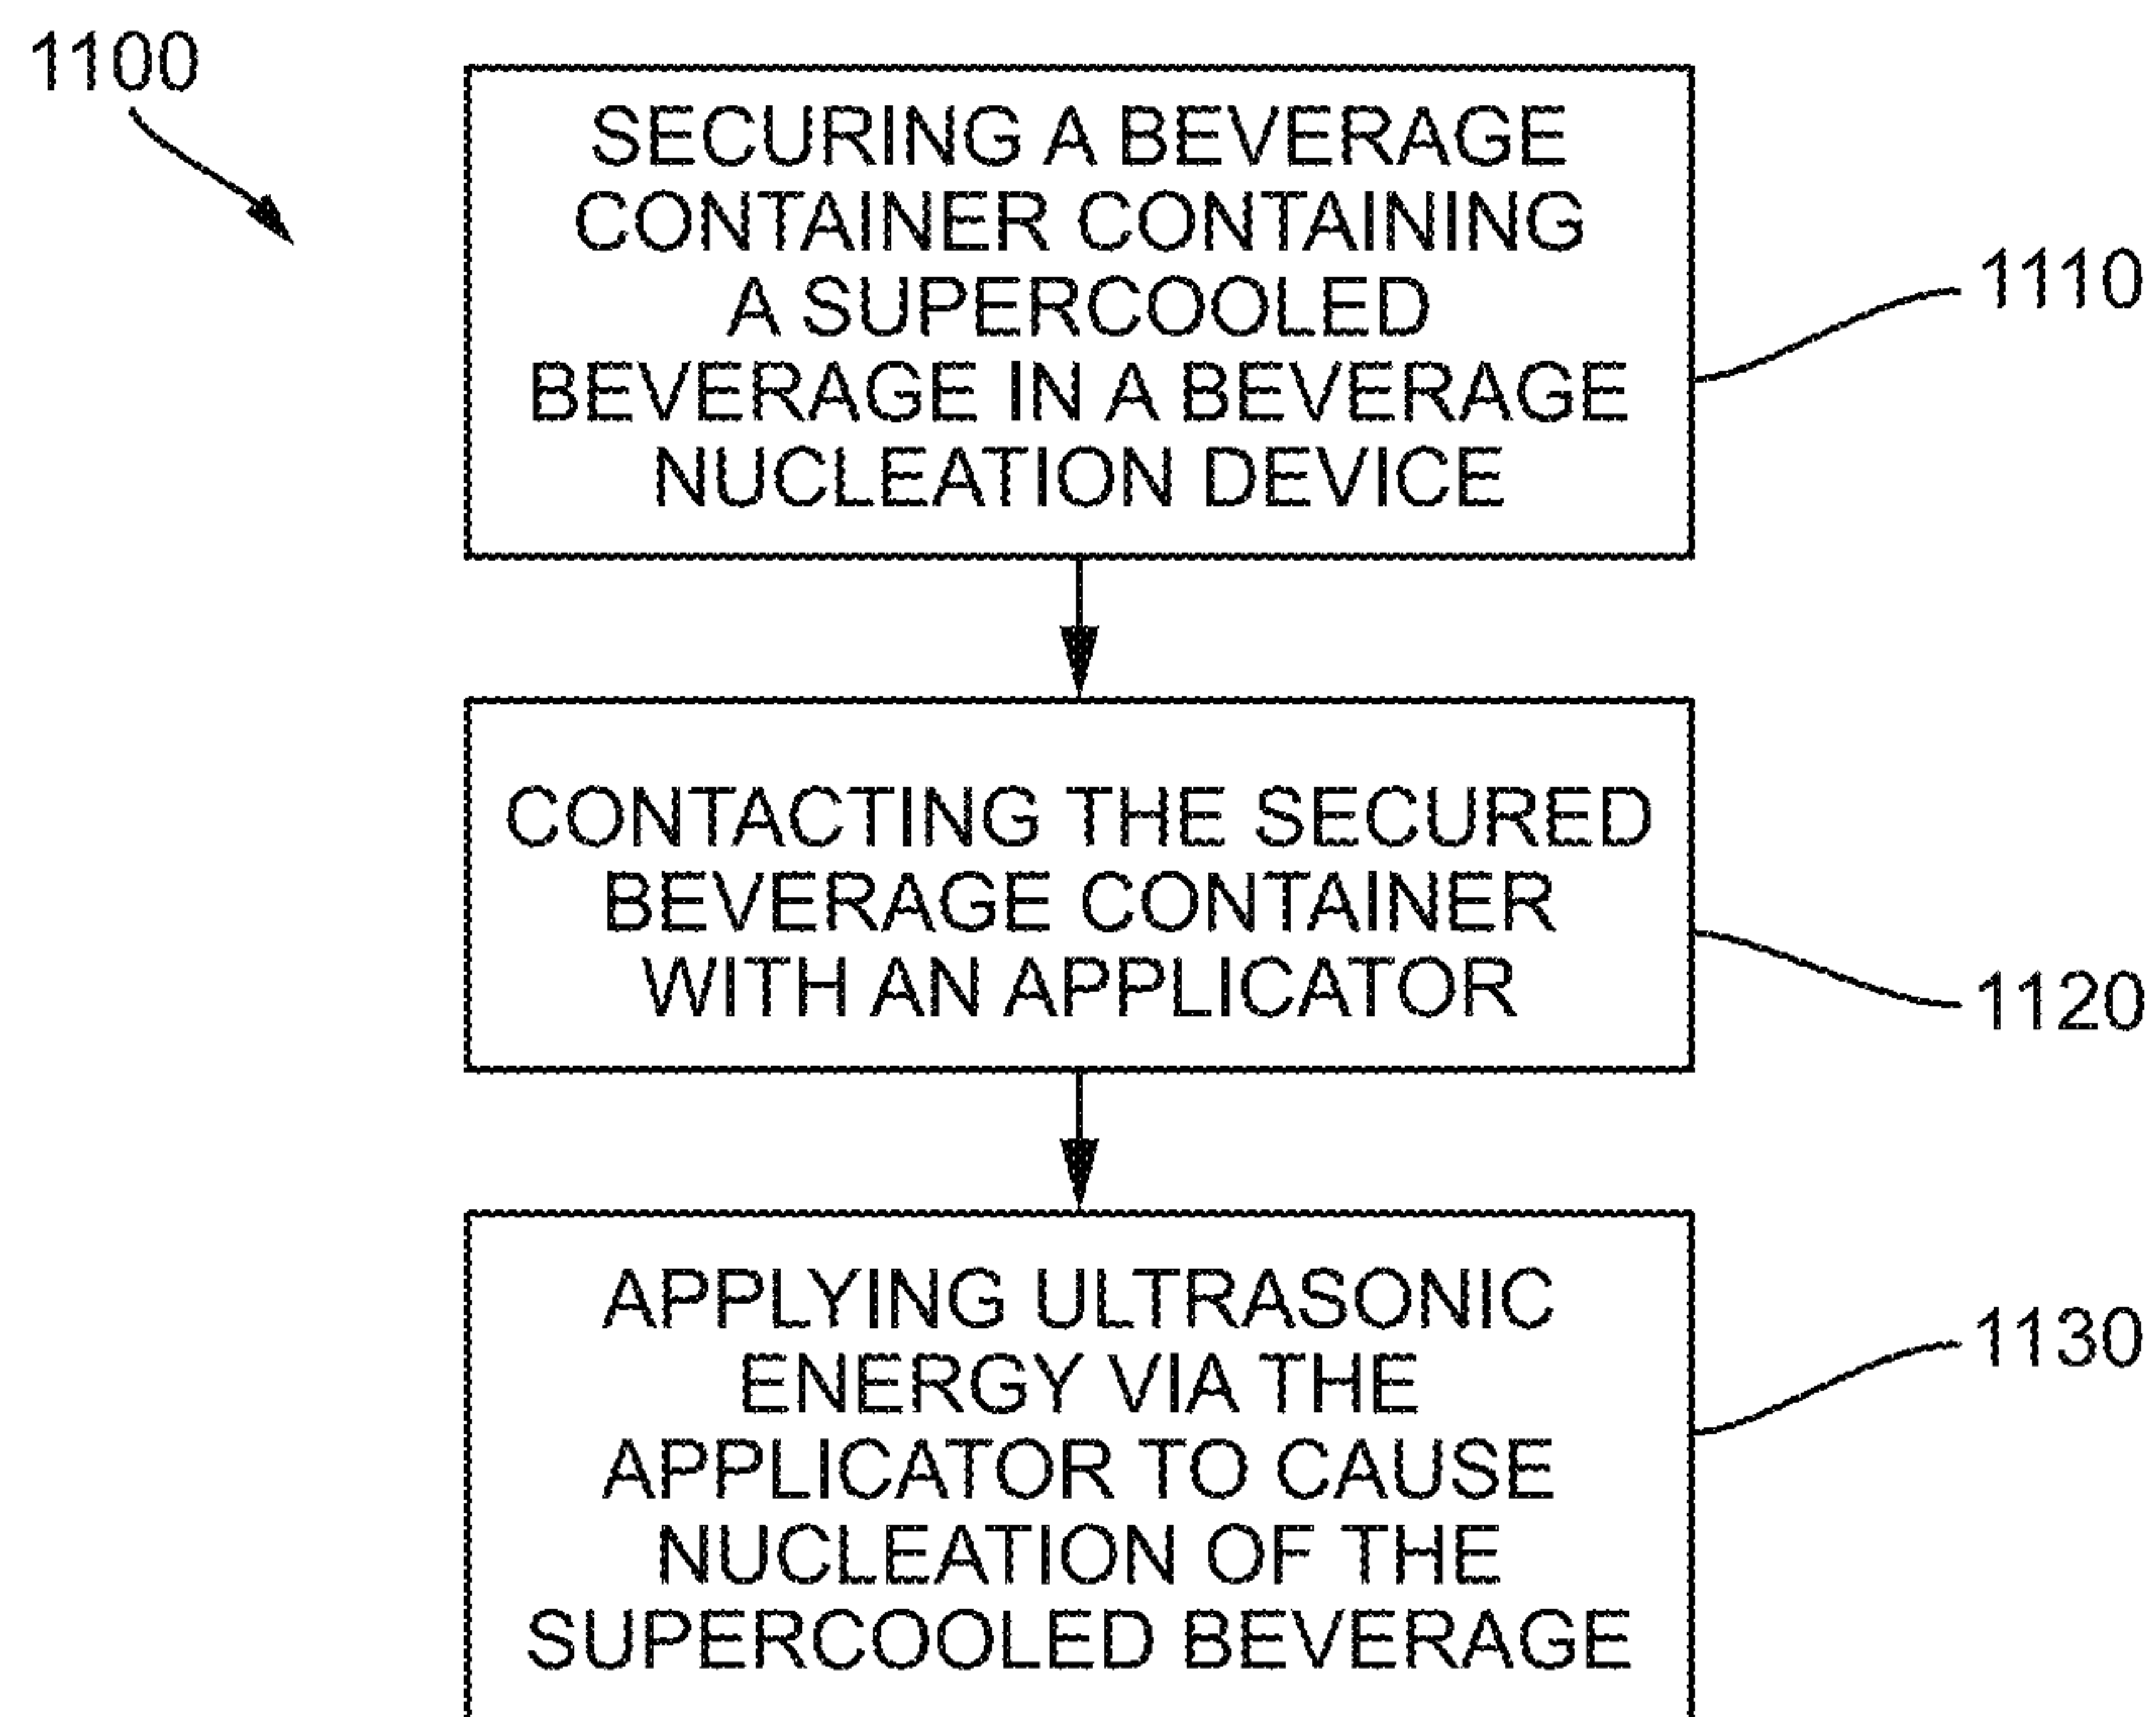 1100
SECURING A BEVERAGE
CONTAINER CONTAINING
A SUPERCOOLED
BEVERAGE IN A BEVERAGE
NUCLEATION DEVICE
1110
CONTACTING THE SECURED
BEVERAGE CONTAINER
WITH AN APPLICATOR
1120
APPLYING ULTRASONIC
ENERGY VIA THE
APPLICATOR TO CAUSE
NUCLEATION OF THE
SUPERCOOLED BEVERAGE
1130